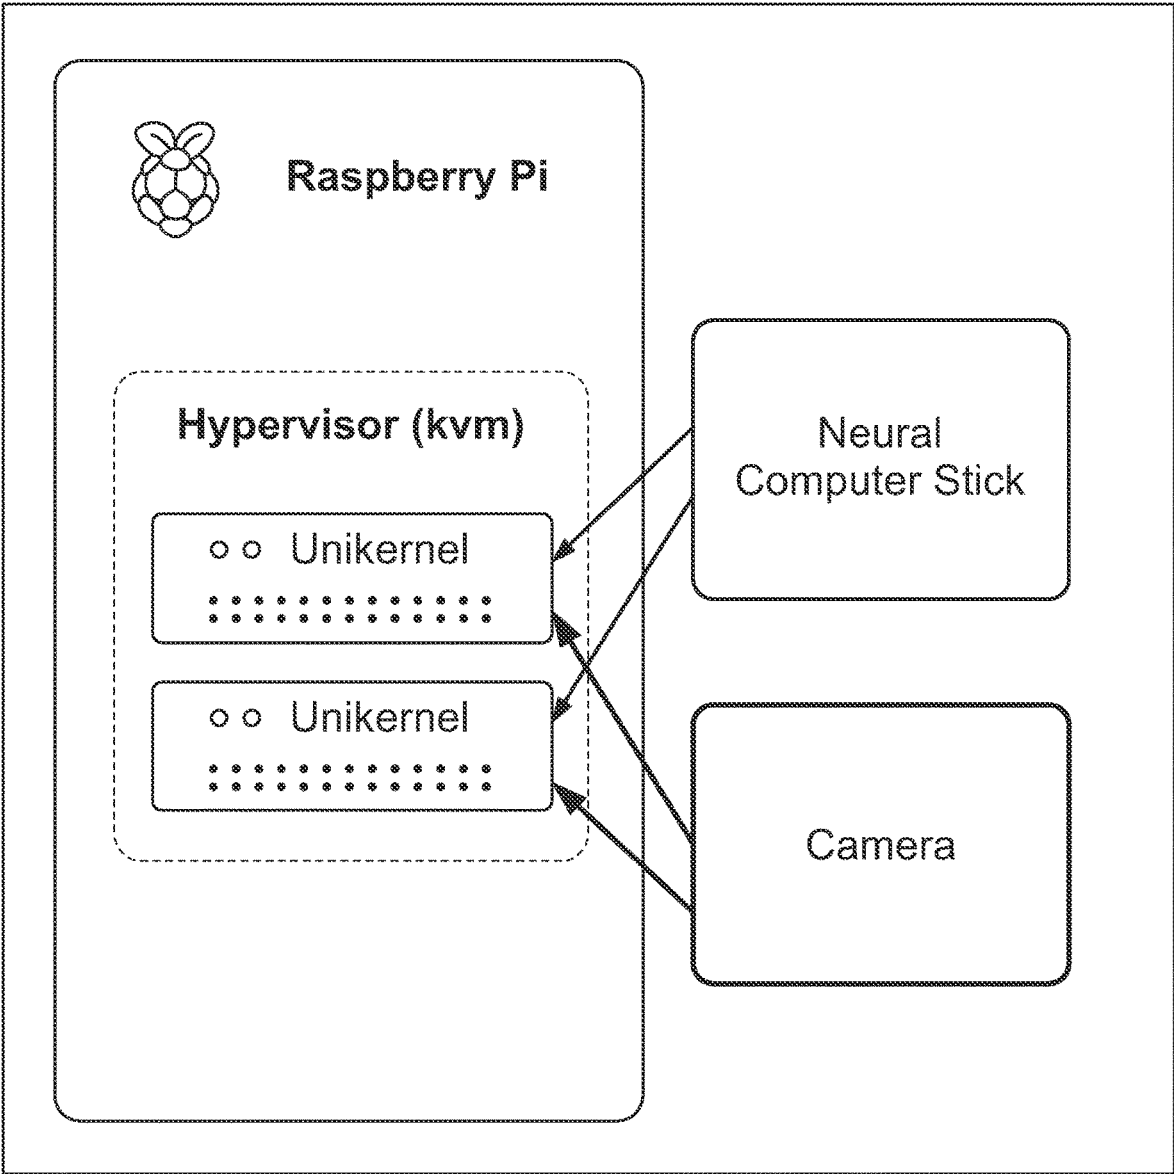 Raspberry Pi
Hypervisor (kvm)
Unikernel
Unikernel
Neural
Computer Stick
Camera